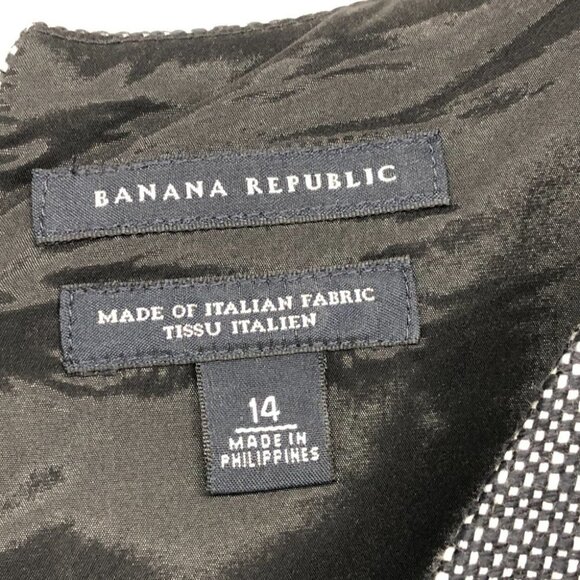 BANANA REPUBLIC
MADE OF ITALIAN FABRIC
TISSU ITALIEN
14
MADE IN
PHILIPPINES